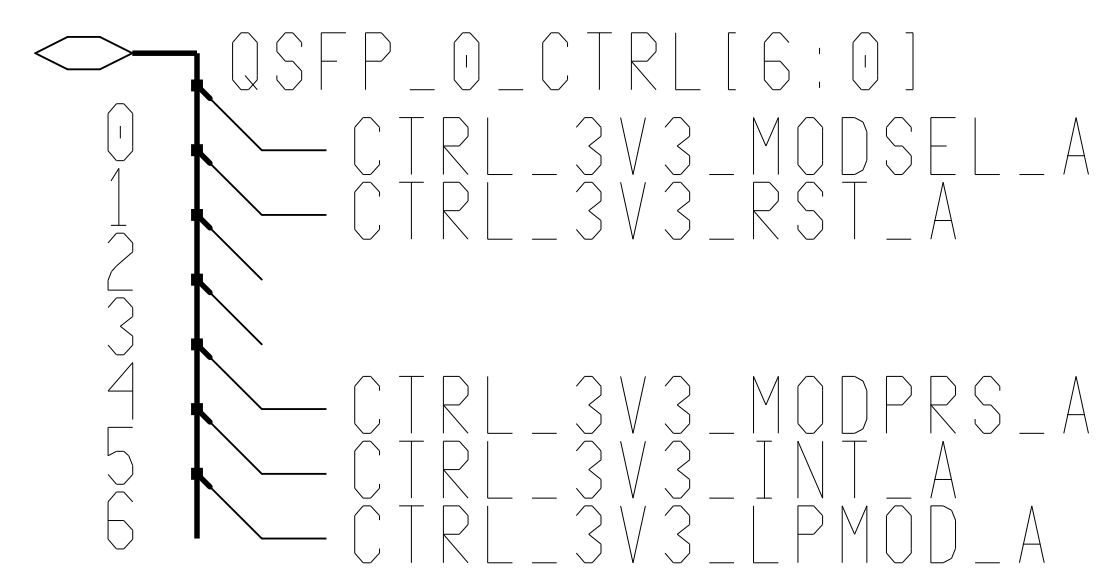 QSFP_0_CTRL[6:0]
0 CTRL_3V3_MODSEL_A
1 CTRL_3V3_RST_A
2
3
4 CTRL_3V3_MODPRS_A
5 CTRL_3V3_INT_A
6 CTRL_3V3_LPMOD_A